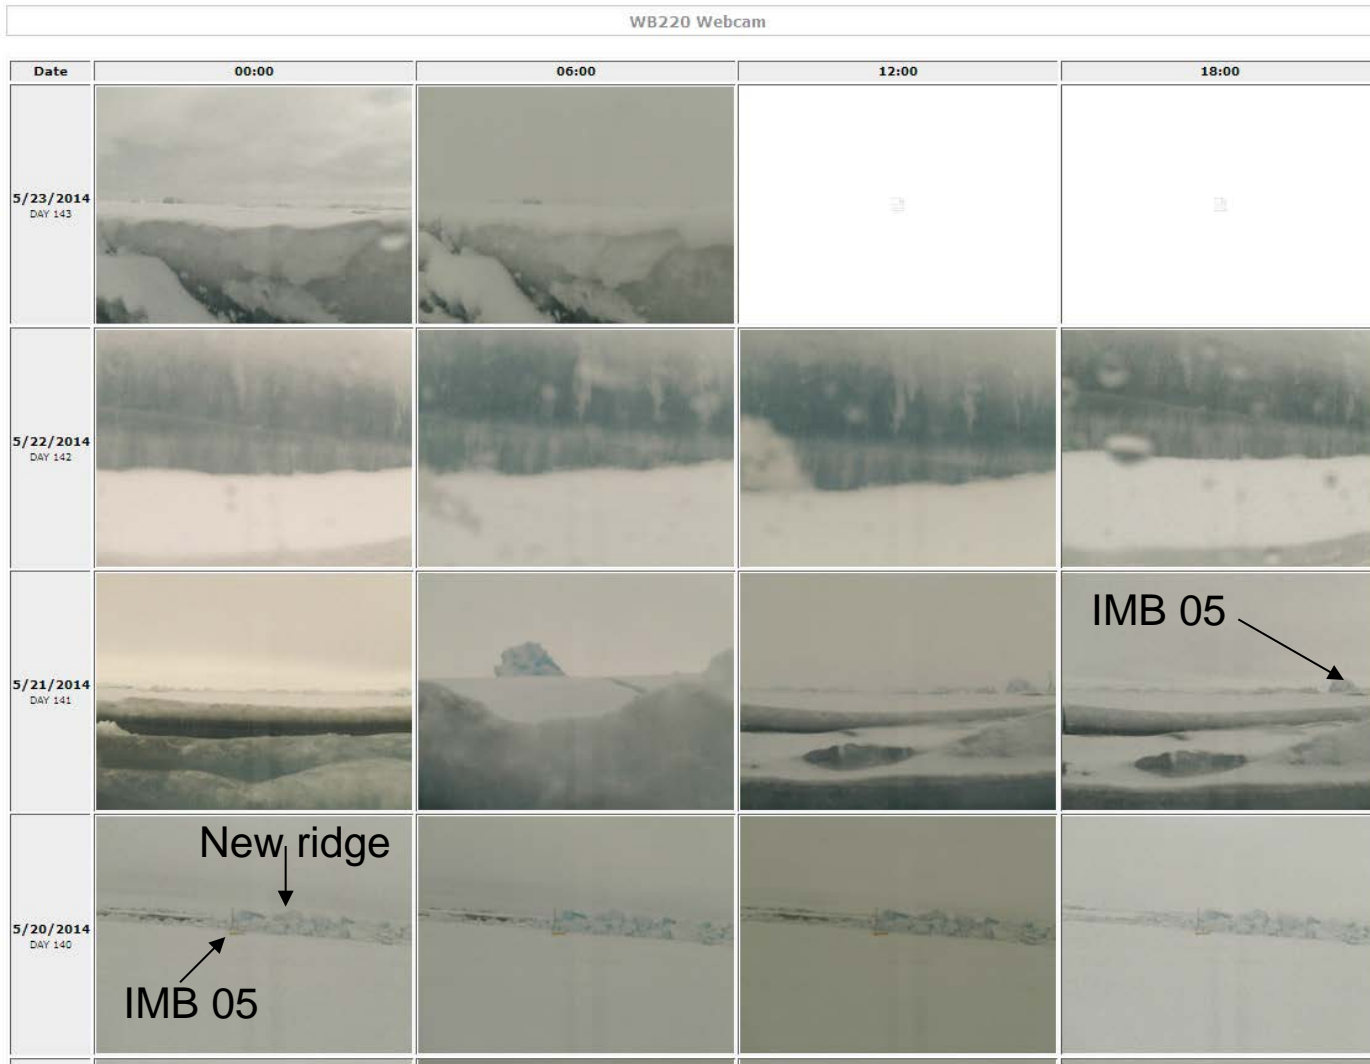 WB220 Webcam
Date 00:00 06:00 12:00 18:00
5/23/2014
DAY 143
5/22/2014
DAY 142
5/21/2014
DAY 141
IMB 05
5/20/2014
DAY 140
New ridge
IMB 05